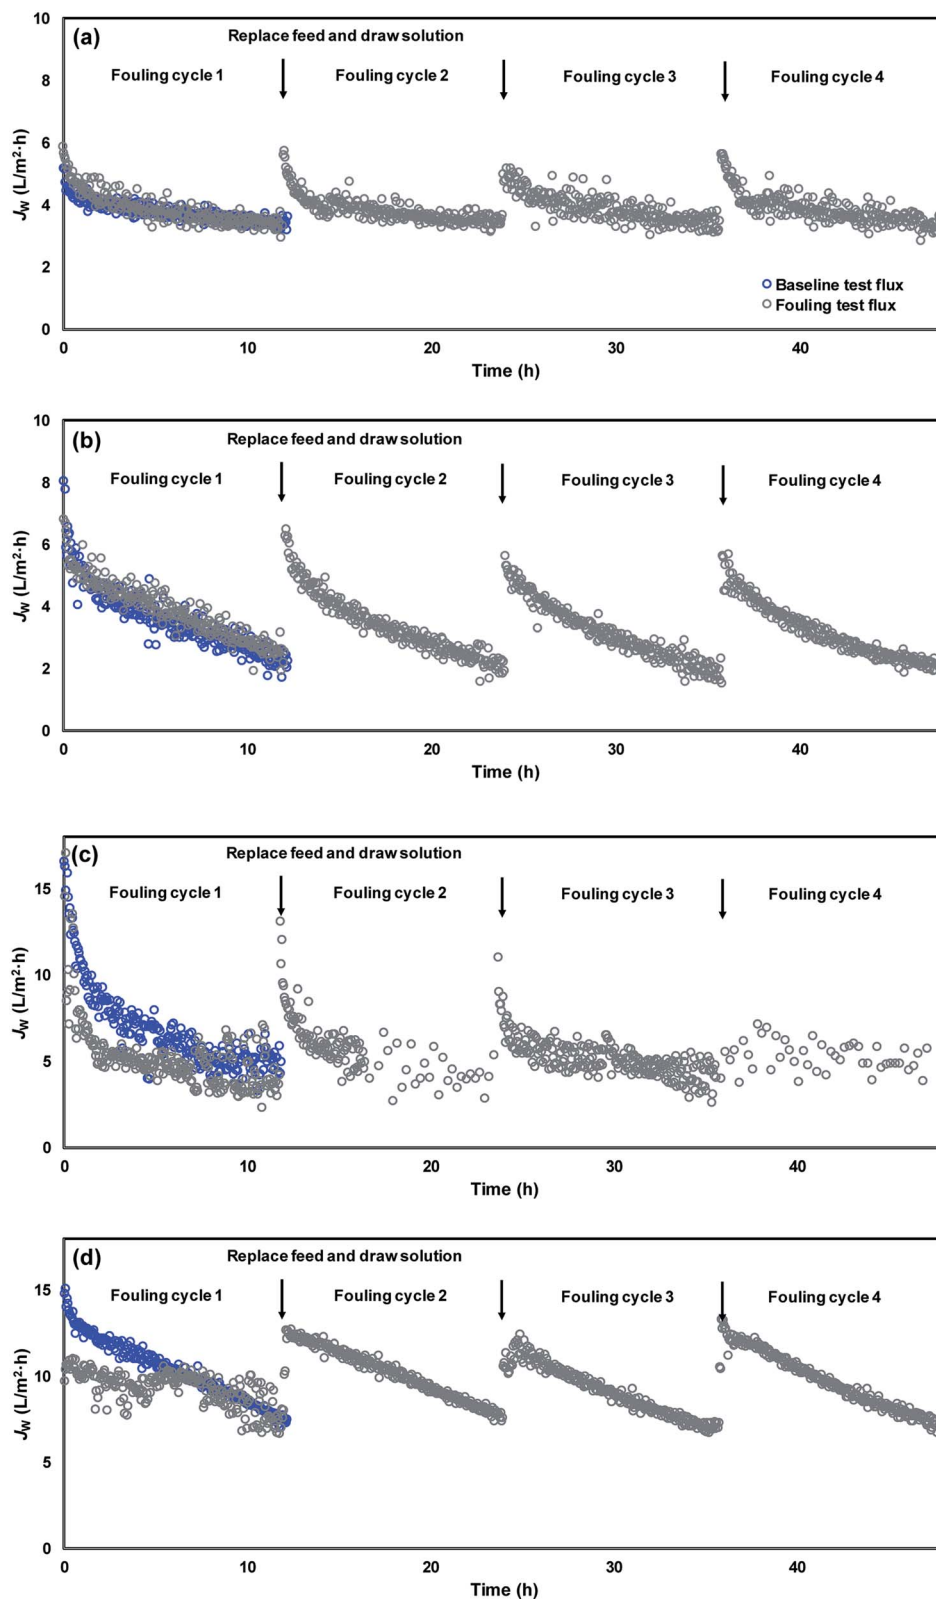 (a)
Replace feed and draw solution
Fouling cycle 1
Fouling cycle 2
Fouling cycle 3
Fouling cycle 4
10
8
6
4
2
0
J_W (L/m²·h)
Baseline test flux
Fouling test flux
0
10
20
30
40
Time (h)
(b)
Replace feed and draw solution
Fouling cycle 1
Fouling cycle 2
Fouling cycle 3
Fouling cycle 4
10
8
6
4
2
0
J_W (L/m²·h)
0
10
20
30
40
Time (h)
(c)
Replace feed and draw solution
Fouling cycle 1
Fouling cycle 2
Fouling cycle 3
Fouling cycle 4
15
10
5
0
J_W (L/m²·h)
0
10
20
30
40
Time (h)
(d)
Replace feed and draw solution
Fouling cycle 1
Fouling cycle 2
Fouling cycle 3
Fouling cycle 4
15
10
5
0
J_W (L/m²·h)
0
10
20
30
40
Time (h)